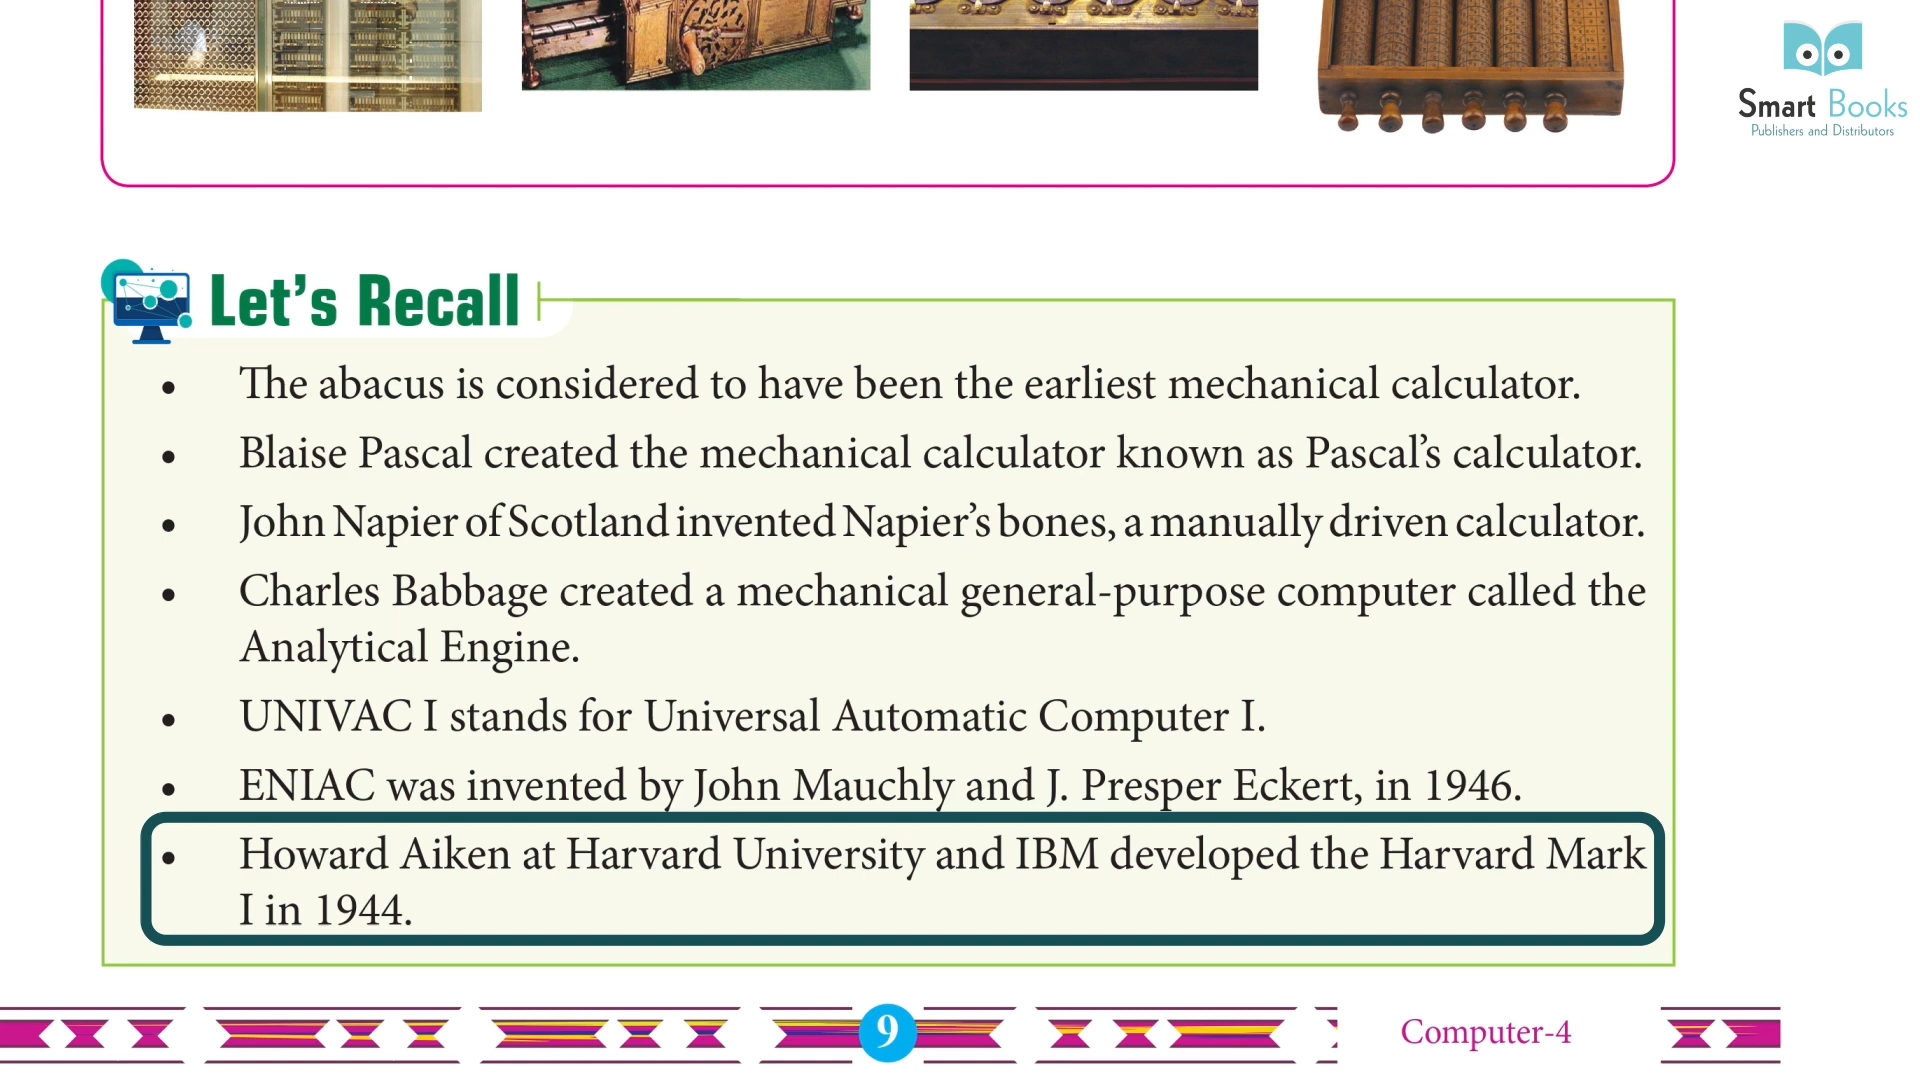 Smart Books
Publishers and Distributors
Let's Recall
• The abacus is considered to have been the earliest mechanical calculator.
• Blaise Pascal created the mechanical calculator known as Pascal's calculator.
• John Napier of Scotland invented Napier's bones, a manually driven calculator.
• Charles Babbage created a mechanical general-purpose computer called the
Analytical Engine.
• UNIVAC I stands for Universal Automatic Computer I.
• ENIAC was invented by John Mauchly and J. Presper Eckert, in 1946.
• Howard Aiken at Harvard University and IBM developed the Harvard Mark
I in 1944.
9
Computer-4